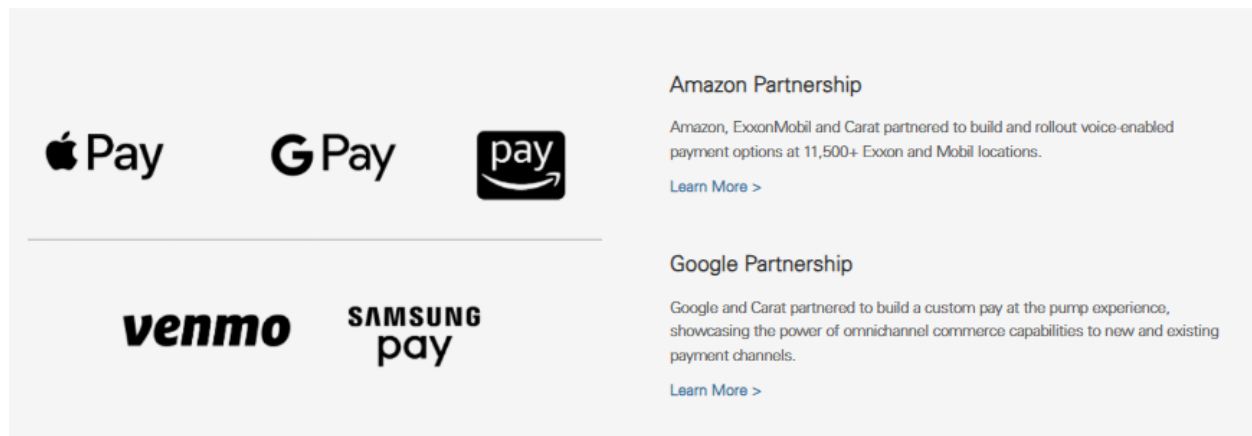 Pay
G Pay
pay
venmo
SAMSUNG
pay
Amazon Partnership
Amazon, ExxonMobil and Carat partnered to build and rollout voice-enabled
payment options at 11,500+ Exxon and Mobil locations.
Learn More >
Google Partnership
Google and Carat partnered to build a custom pay at the pump experience,
showcasing the power of omnichannel commerce capabilities to new and existing
payment channels.
Learn More >